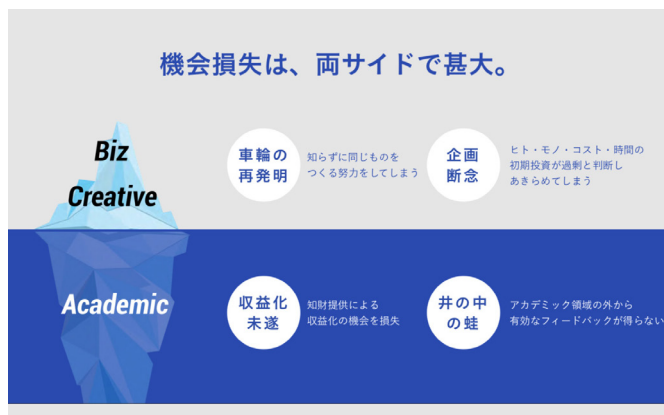 機会損失は、両サイドで甚大。
Biz
Creative
車輪の
再発明
知らずに同じものを
つくる努力をしてしまう
企画
断念
ヒト・モノ・コスト・時間の
初期投資が過剰と判断し
あきらめてしまう
Academic
収益化
未遂
知財提供による
収益化の機会を損失
井の中
の蛙
アカデミック領域の外から
有効なフィードバックが得らない